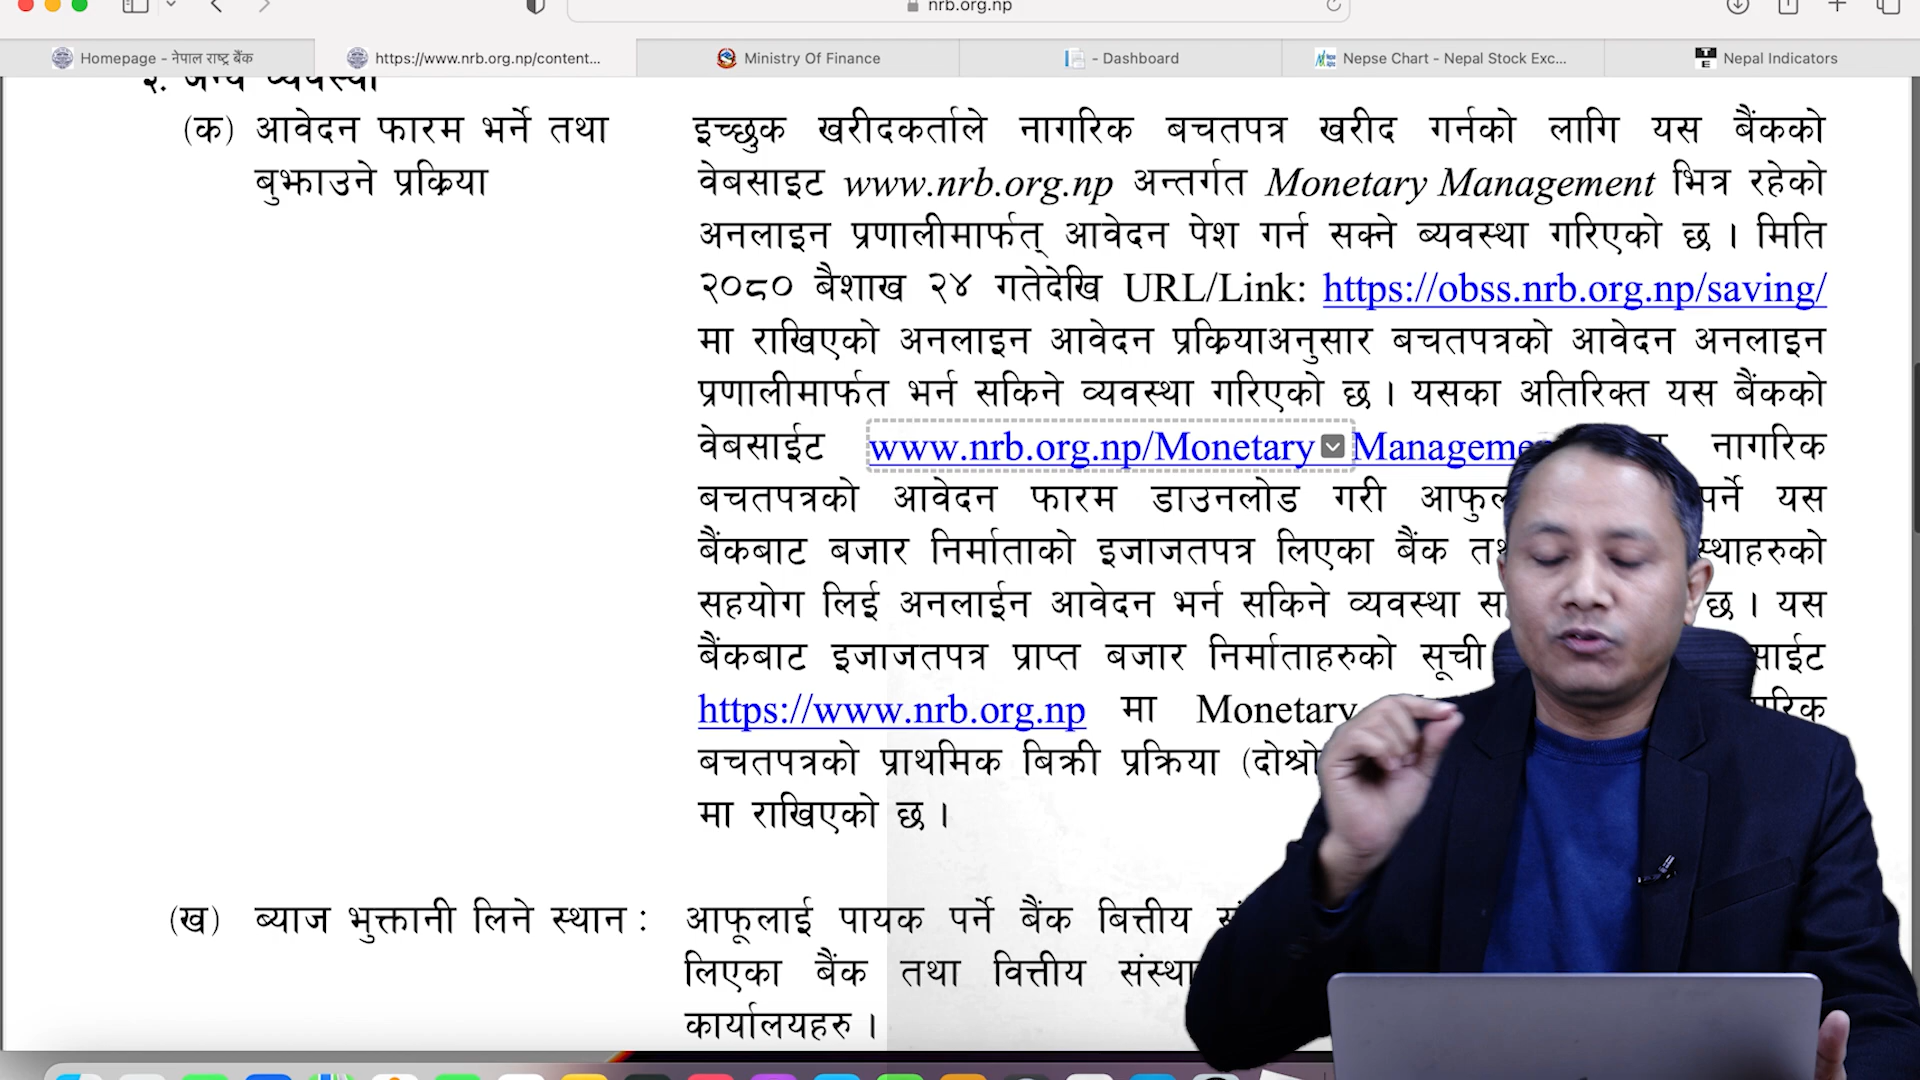 nrb.org.np
Homepage - नेपाल राष्ट्र बैंक
https://www.nrb.org.np/content...
Ministry Of Finance
- Dashboard
Nepse Chart - Nepal Stock Exc...
Nepal Indicators
३. अन्य व्यवस्था
(क) आवेदन फारम भर्ने तथा
बुझाउने प्रक्रिया
इच्छुक खरीदकर्ताले नागरिक बचतपत्र खरीद गर्नको लागि यस बैंकको
वेबसाइट www.nrb.org.np अन्तर्गत Monetary Management भित्र रहेको
अनलाइन प्रणालीमार्फत् आवेदन पेश गर्न सक्ने ब्यवस्था गरिएको छ । मिति
२०८० बैशाख २४ गतेदेखि URL/Link: https://obss.nrb.org.np/saving/
मा राखिएको अनलाइन आवेदन प्रक्रियाअनुसार बचतपत्रको आवेदन अनलाइन
प्रणालीमार्फत भर्न सकिने व्यवस्था गरिएको छ । यसका अतिरिक्त यस बैंकको
वेबसाईट www.nrb.org.np/Monetary नागरिक
बचतपत्रको आवेदन फारम डाउनलोड गरी पर्ने यस
बैंकबाट बजार निर्माताको इजाजतपत्र लिएका बैंक
सहयोग लिई अनलाईन आवेदन भर्न सकिने व्यवस्था छ । यस
बैंकबाट इजाजतपत्र प्राप्त बजार निर्माताहरुको सूची
https://www.nrb.org.np मा Monetary
बचतपत्रको प्राथमिक बिक्री प्रक्रिया
मा राखिएको छ ।
(ख) ब्याज भुक्तानी लिने स्थान :
आफूलाई पायक पर्ने बैंक बित्तीय
लिएका बैंक तथा वित्तीय
कार्यालयहरु ।